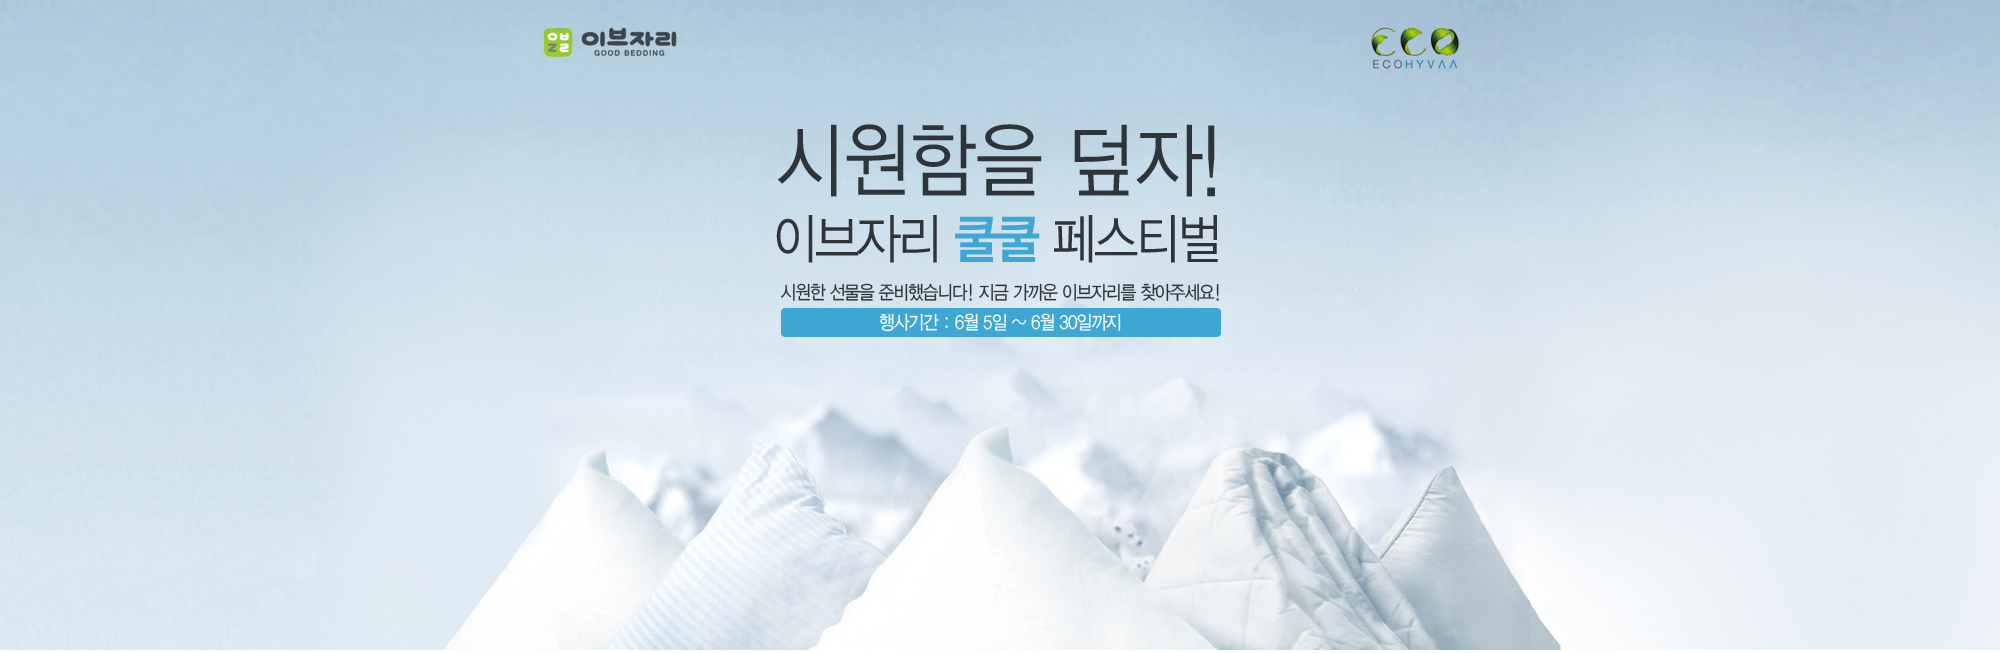 이브자리
GOOD BEDDING
eco
ECOHYVAA
시원함을 덮자!
이브자리 쿨쿨 페스티벌
시원한 선물을 준비했습니다! 지금 가까운 이브자리를 찾아주세요!
행사기간 : 6월 5일 ~ 6월 30일까지